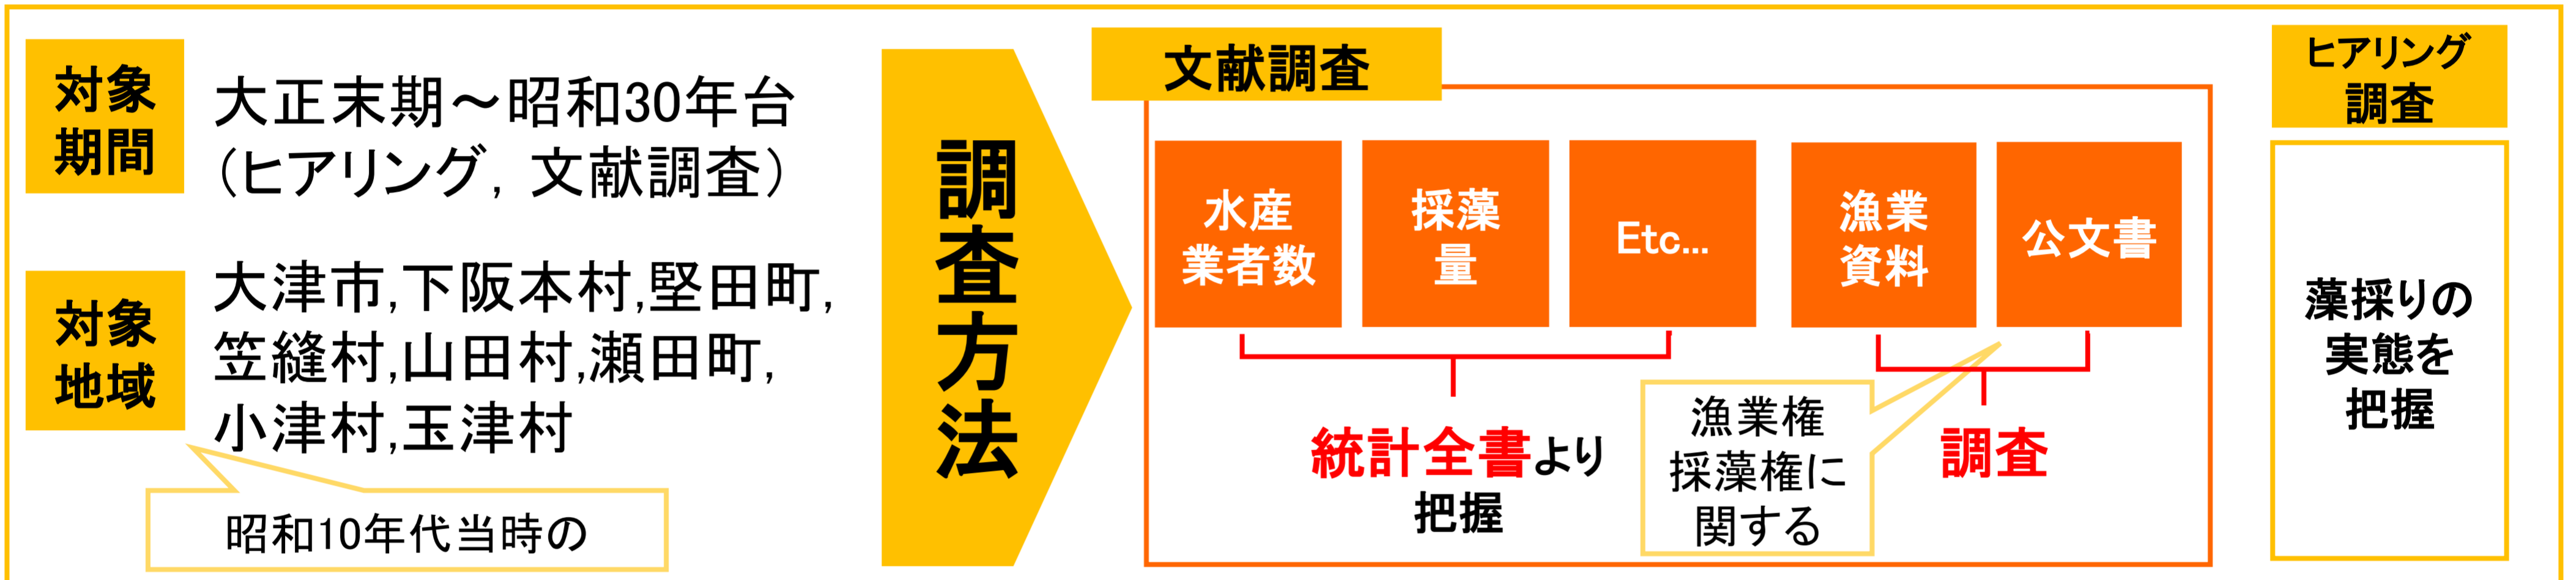 対象
期間
大正末期～昭和30年台
（ヒアリング，文献調査）
対象
地域
大津市,下阪本村,堅田町,
笠縫村,山田村,瀬田町,
小津村,玉津村
昭和10年代当時の
調査方法
文献調査
水産
業者数
採藻
量
Etc...
漁業
資料
公文書
統計全書より
把握
漁業権
採藻権に
関する
調査
ヒアリング
調査
藻採りの
実態を
把握